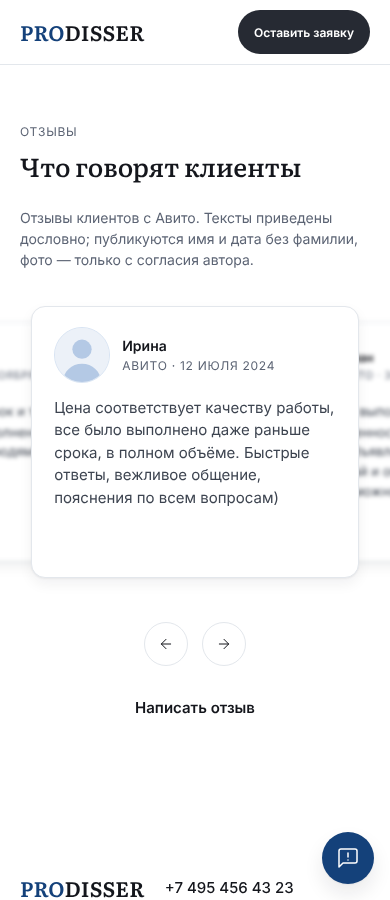 PRODISSER
Оставить заявку
ОТЗЫВЫ
Что говорят клиенты
Отзывы клиентов с Авито. Тексты приведены
дословно; публикуются имя и дата без фамилии,
фото — только с согласия автора.
Ирина
АВИТО · 12 ИЮЛЯ 2024
Цена соответствует качеству работы,
все было выполнено даже раньше
срока, в полном объёме. Быстрые
ответы, вежливое общение,
пояснения по всем вопросам)
Написать отзыв
PRODISSER
+7 495 456 43 23